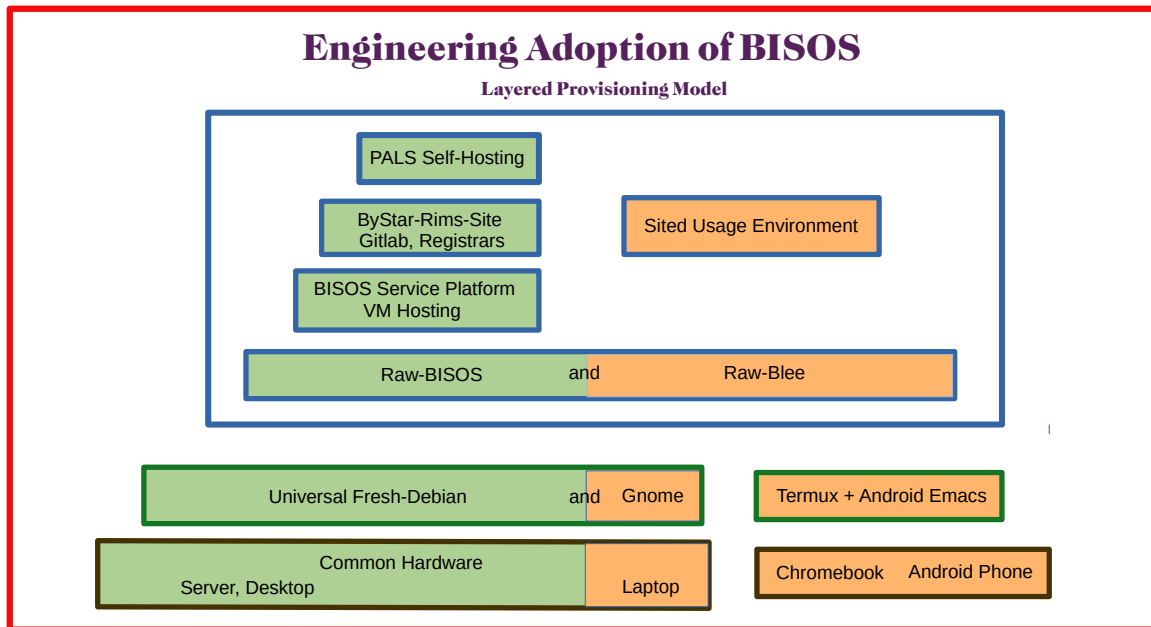 Engineering Adoption of BISOS
Layered Provisioning Model
PALS Self-Hosting
ByStar-Rims-Site
Gitlab, Registrars
Sited Usage Environment
BISOS Service Platform
VM Hosting
Raw-BISOS and Raw-Blee
Universal Fresh-Debian and Gnome
Termux + Android Emacs
Common Hardware
Server, Desktop
Laptop
Chromebook Android Phone